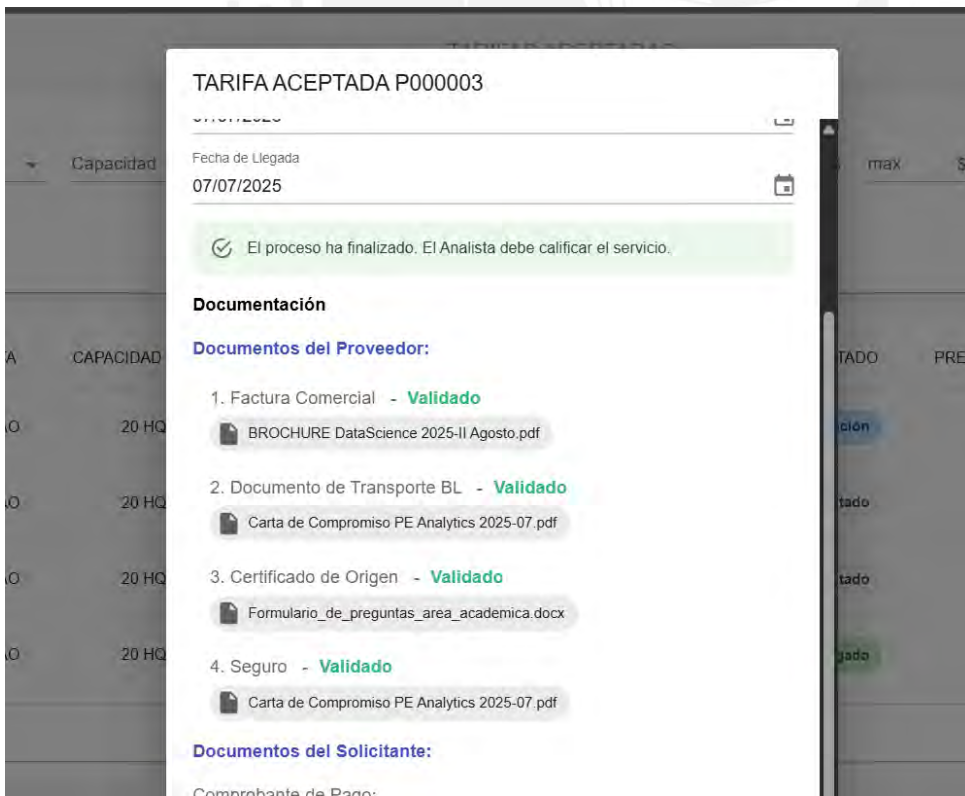 TARIFA ACEPTADA P000003
Fecha de Llegada
07/07/2025
El proceso ha finalizado. El Analista debe calificar el servicio.
Documentación
Documentos del Proveedor:
1. Factura Comercial - Validado
BROCHURE DataScience 2025-II Agosto.pdf
2. Documento de Transporte BL - Validado
Carta de Compromiso PE Analytics 2025-07.pdf
3. Certificado de Origen - Validado
Formulario_de_preguntas_area_academica.docx
4. Seguro - Validado
Carta de Compromiso PE Analytics 2025-07.pdf
Documentos del Solicitante:
Comprobante de Pago:
Capacidad
max
CAPACIDAD
20 HQ
20 HQ
20 HQ
20 HQ